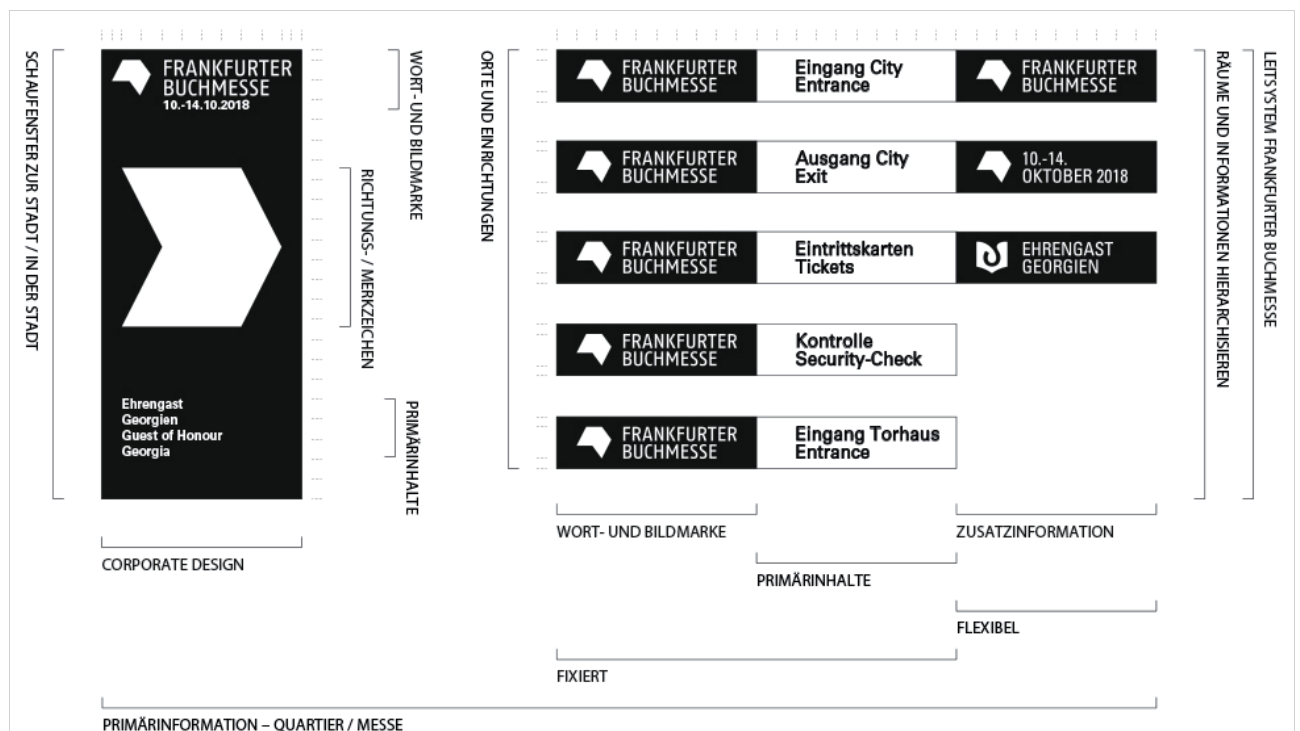 SCHAUFENSTER ZUR STADT / IN DER STADT
FRANKFURTER
BUCHMESSE
10.-14.10.2018
Ehrengast
Georgien
Guest of Honour
Georgia
WORT- UND BILDMARKE
RICHTUNGS- / MERKZEICHEN
PRIMÄRINHALTE
CORPORATE DESIGN
ORTE UND EINRICHTUNGEN
FRANKFURTER
BUCHMESSE
Eingang City
Entrance
FRANKFURTER
BUCHMESSE
FRANKFURTER
BUCHMESSE
Ausgang City
Exit
10.-14.
OKTOBER 2018
FRANKFURTER
BUCHMESSE
Eintrittskarten
Tickets
EHRENGAST
GEORGIEN
FRANKFURTER
BUCHMESSE
Kontrolle
Security-Check
FRANKFURTER
BUCHMESSE
Eingang Torhaus
Entrance
RÄUME UND INFORMATIONEN HIERARCHISIEREN
LEITSYSTEM FRANKFURTER BUCHMESSE
WORT- UND BILDMARKE
ZUSATZINFORMATION
PRIMÄRINHALTE
FLEXIBEL
FIXIERT
PRIMÄRINFORMATION – QUARTIER / MESSE